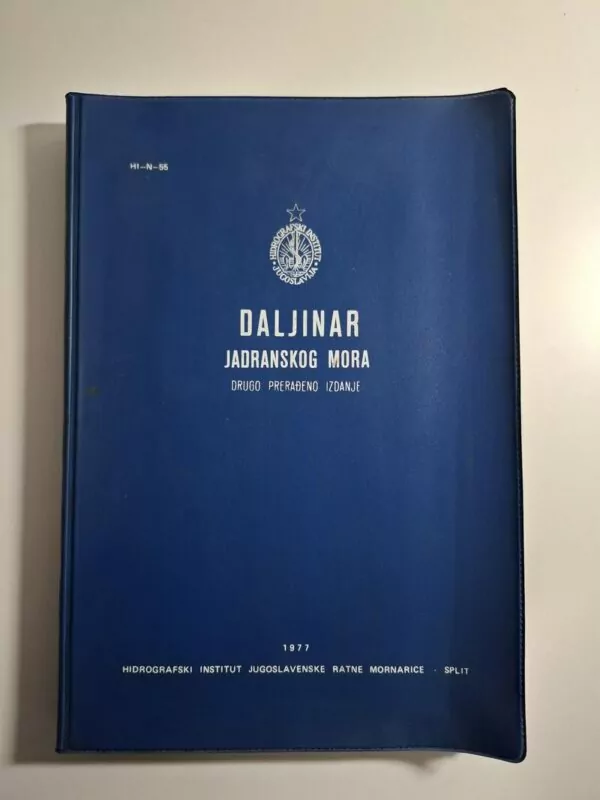 HI-N-55
HIDROGRAFSKI INSTITUT
JUGOSLAVIJA
DALJINAR
JADRANSKOG MORA
DRUGO PRERAĐENO IZDANJE
1977
HIDROGRAFSKI INSTITUT JUGOSLAVENSKE RATNE MORNARICE · SPLIT